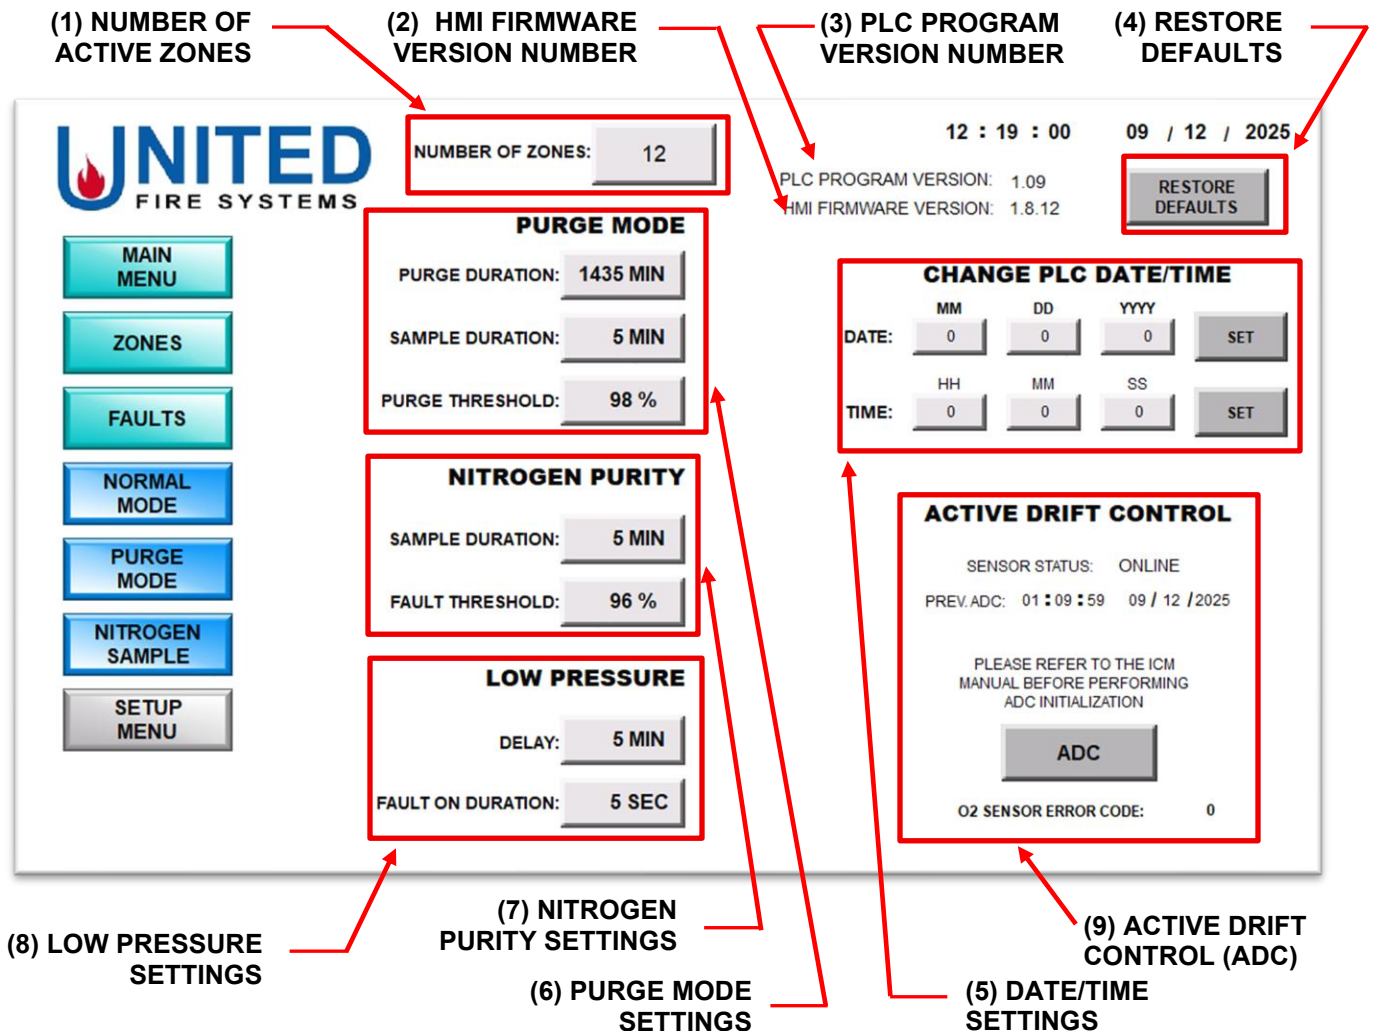 (1) NUMBER OF
ACTIVE ZONES
(2) HMI FIRMWARE
VERSION NUMBER
(3) PLC PROGRAM
VERSION NUMBER
(4) RESTORE
DEFAULTS
UNITED
FIRE SYSTEMS
NUMBER OF ZONES: 12
12 : 19 : 00 09 / 12 / 2025
PLC PROGRAM VERSION: 1.09
HMI FIRMWARE VERSION: 1.8.12
RESTORE
DEFAULTS
MAIN
MENU
ZONES
FAULTS
NORMAL
MODE
PURGE
MODE
NITROGEN
SAMPLE
SETUP
MENU
PURGE MODE
PURGE DURATION: 1435 MIN
SAMPLE DURATION: 5 MIN
PURGE THRESHOLD: 98 %
NITROGEN PURITY
SAMPLE DURATION: 5 MIN
FAULT THRESHOLD: 96 %
LOW PRESSURE
DELAY: 5 MIN
FAULT ON DURATION: 5 SEC
CHANGE PLC DATE/TIME
MM DD YYYY
DATE: 0 0 0 SET
HH MM SS
TIME: 0 0 0 SET
ACTIVE DRIFT CONTROL
SENSOR STATUS: ONLINE
PREV. ADC: 01 : 09 : 59 09 / 12 / 2025
PLEASE REFER TO THE ICM
MANUAL BEFORE PERFORMING
ADC INITIALIZATION
ADC
O2 SENSOR ERROR CODE: 0
(8) LOW PRESSURE
SETTINGS
(7) NITROGEN
PURITY SETTINGS
(6) PURGE MODE
SETTINGS
(5) DATE/TIME
SETTINGS
(9) ACTIVE DRIFT
CONTROL (ADC)